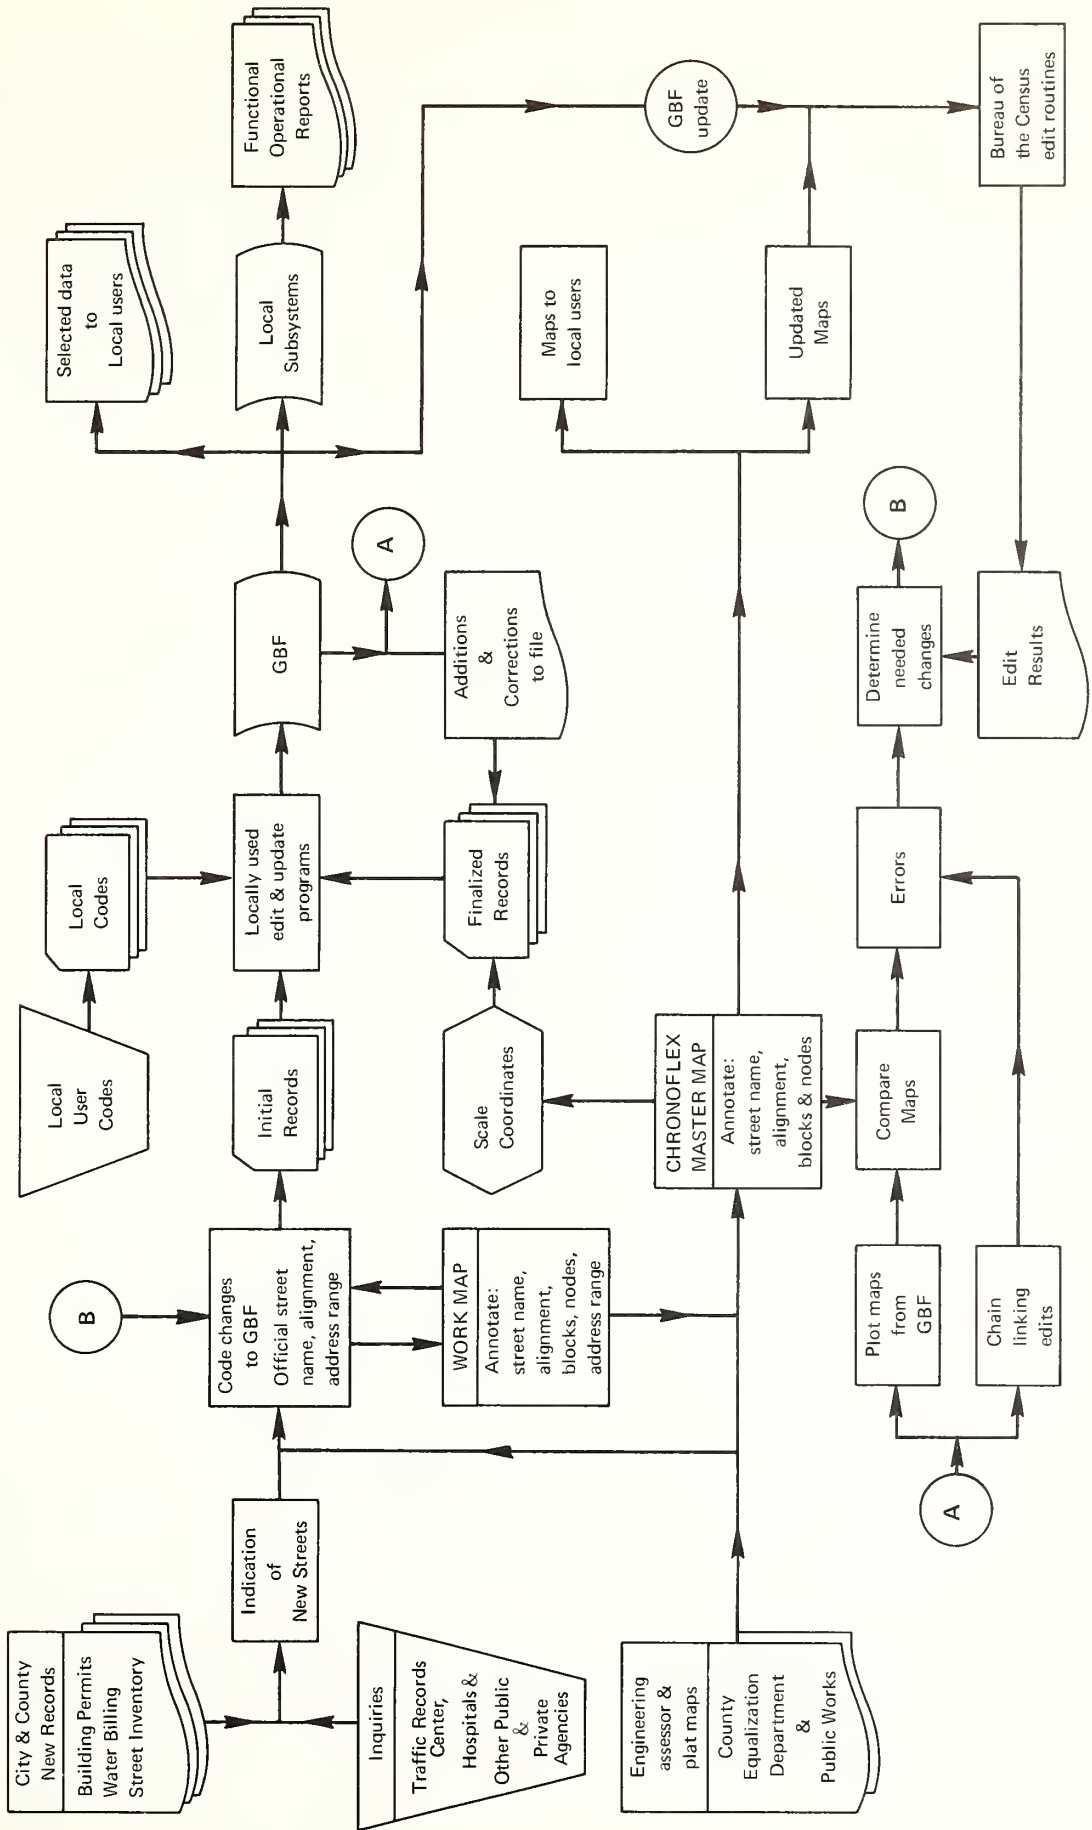 City & County
New Records
Building Permits
Water Billing
Street Inventory
Inquiries
Traffic Records
Center,
Hospitals &
Other Public
&
Private
Agencies
Engineering
assessor &
plat maps
County
Equalization
Department
&
Public Works
Indication
of
New Streets
B
Code changes
to GBF
Official street
name, alignment,
address range
WORK MAP
Annotate:
street name,
alignment,
blocks, nodes,
address range
Local
User
Codes
Local
Codes
Initial
Records
Locally used
edit & update
programs
Scale
Coordinates
Finalized
Records
CHRONOFLEX
MASTER MAP
Annotate:
street name,
alignment,
blocks & nodes
GBF
A
Additions
&
Corrections
to file
Selected data
to
Local users
Local
Subsystems
Functional
Operational
Reports
Maps to
local users
Updated
Maps
GBF
update
Bureau of
the Census
edit routines
A
Plot maps
from
GBF
Chain
linking
edits
Compare
Maps
Errors
Determine
needed
changes
B
Edit
Results